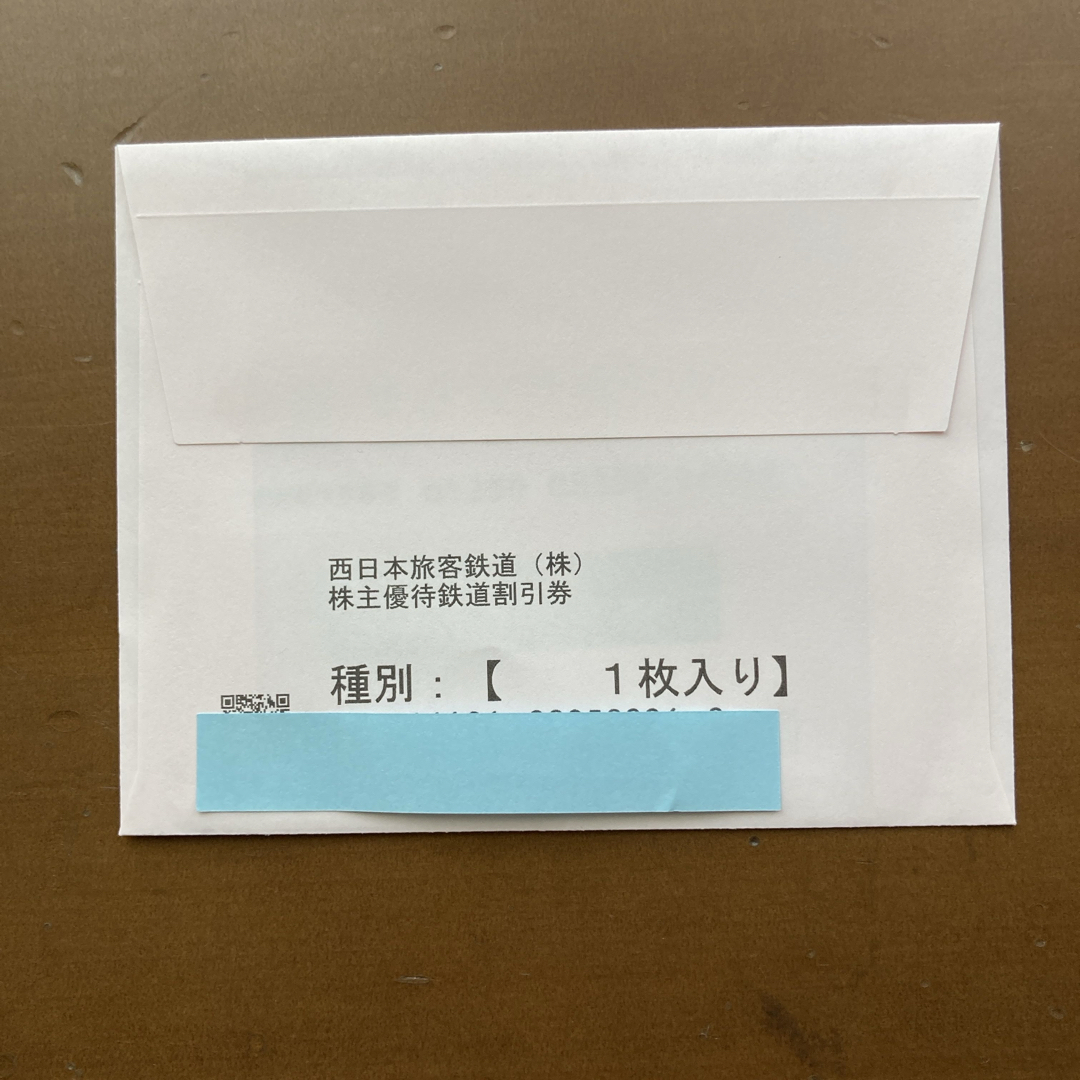 西日本旅客鉄道（株）
株主優待鉄道割引券
種別：【　　１枚入り】